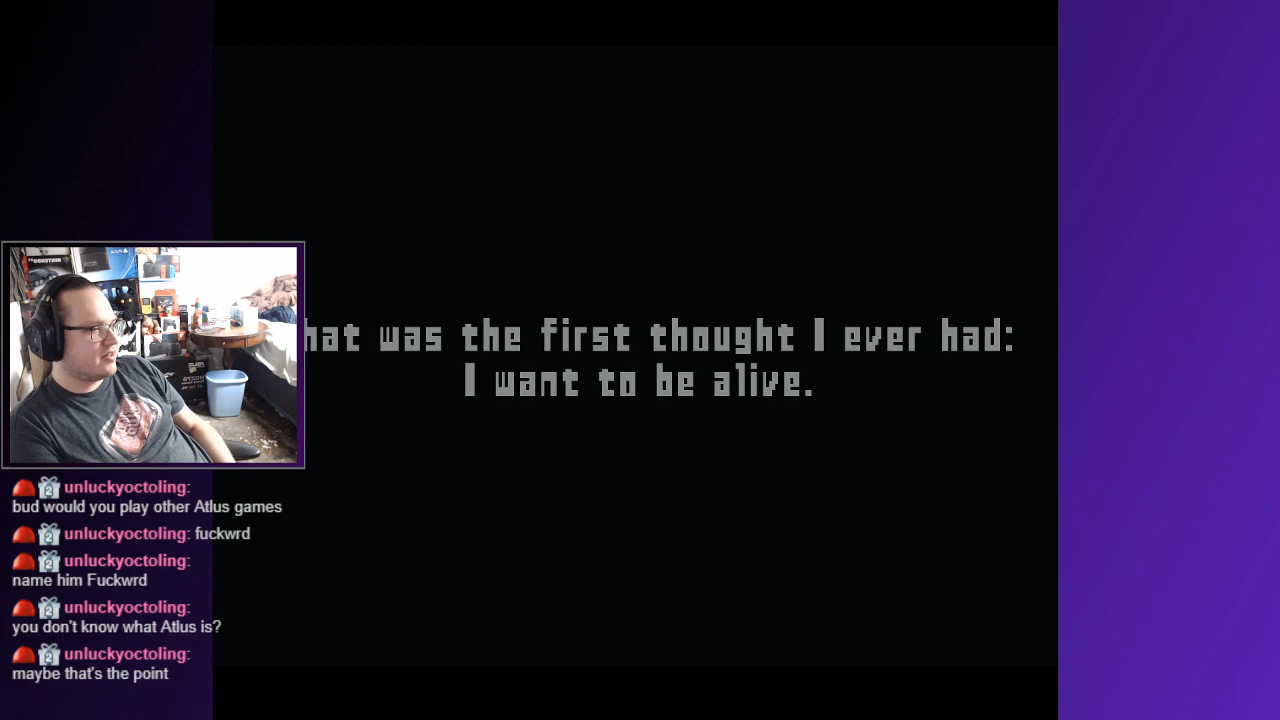 hat was the first thought I ever had:
I want to be alive.
unluckyoctoling:
bud would you play other Atlus games
unluckyoctoling: fuckwrd
unluckyoctoling:
name him Fuckwrd
unluckyoctoling:
you don't know what Atlus is?
unluckyoctoling:
maybe that's the point